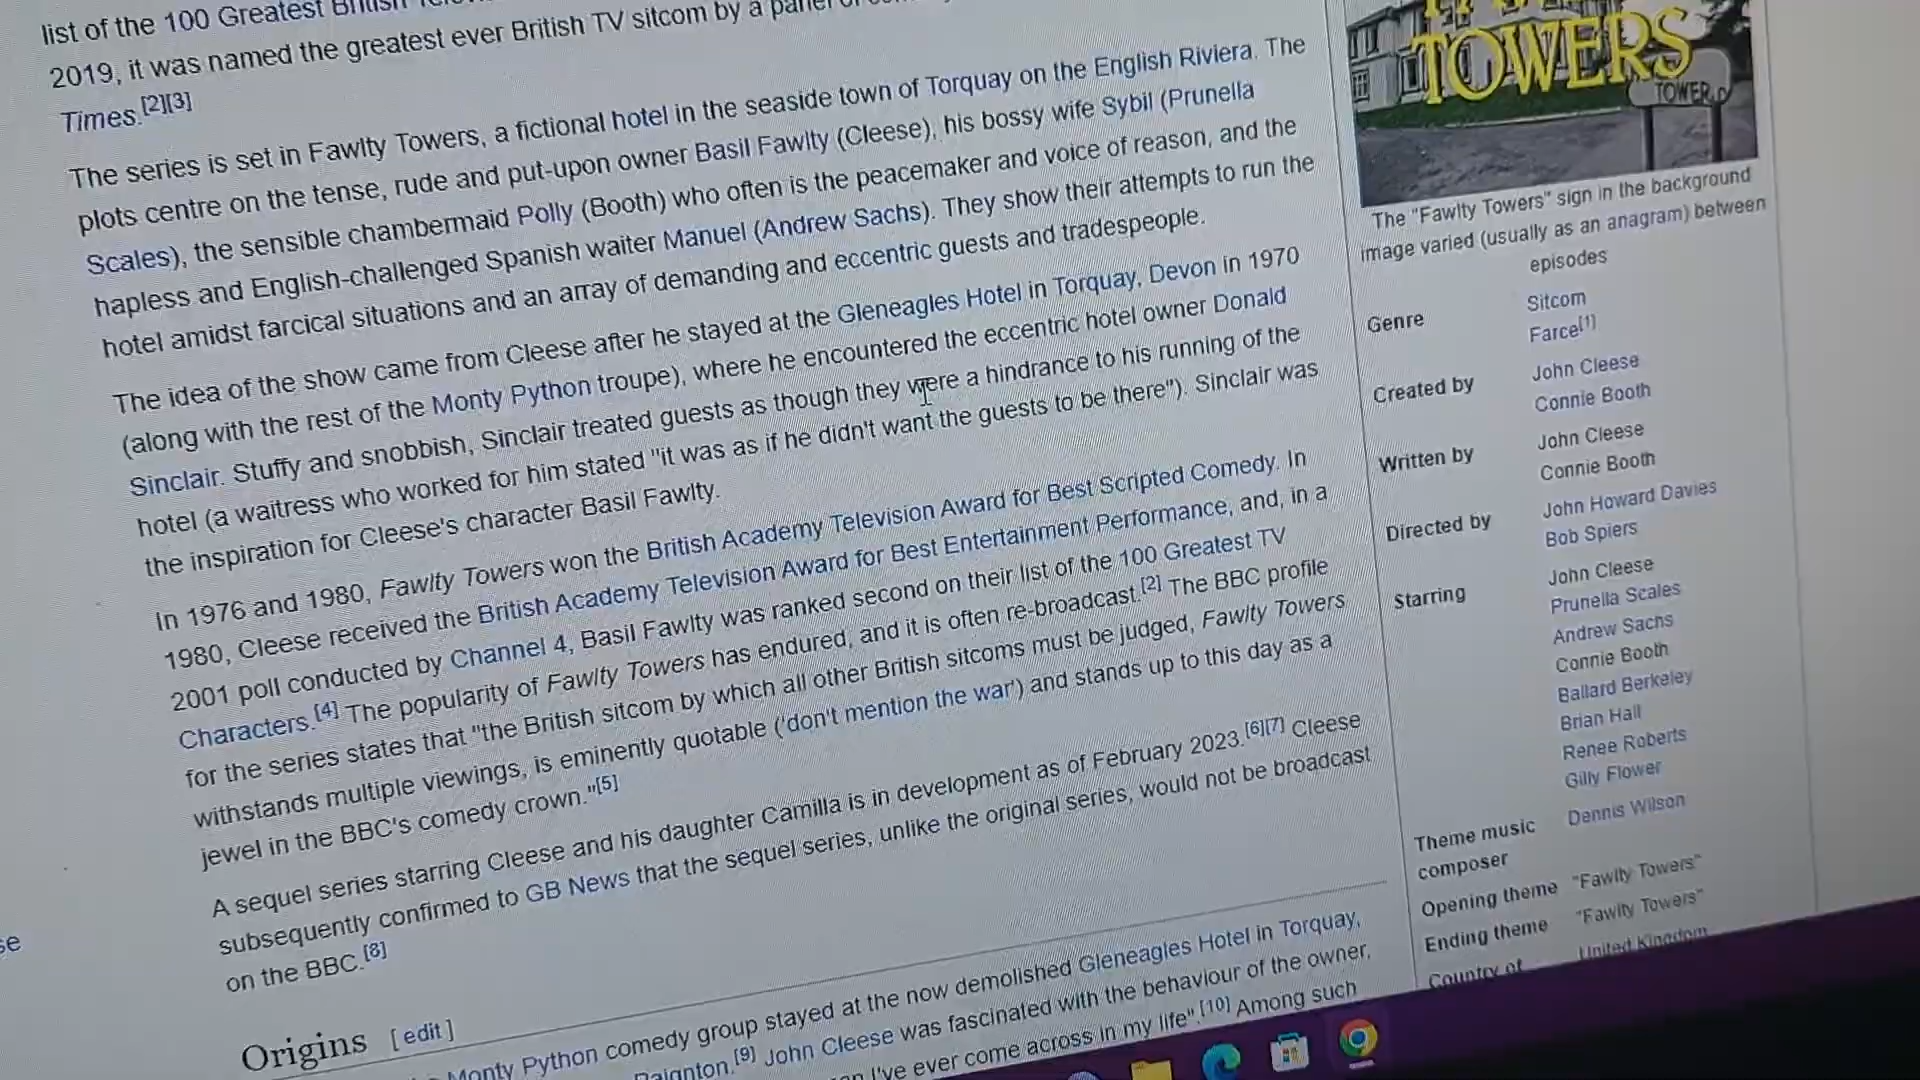 list of the 100 Greatest British
2019, it was named the greatest ever British TV sitcom by a panel
Times.[2][3]
The series is set in Fawlty Towers, a fictional hotel in the seaside town of Torquay on the English Riviera. The
plots centre on the tense, rude and put-upon owner Basil Fawlty (Cleese), his bossy wife Sybil (Prunella
Scales), the sensible chambermaid Polly (Booth) who often is the peacemaker and voice of reason, and the
hapless and English-challenged Spanish waiter Manuel (Andrew Sachs). They show their attempts to run the
hotel amidst farcical situations and an array of demanding and eccentric guests and tradespeople.
The idea of the show came from Cleese after he stayed at the Gleneagles Hotel in Torquay, Devon in 1970
(along with the rest of the Monty Python troupe), where he encountered the eccentric hotel owner Donald
Sinclair. Stuffy and snobbish, Sinclair treated guests as though they were a hindrance to his running of the
hotel (a waitress who worked for him stated "it was as if he didn't want the guests to be there"). Sinclair was
the inspiration for Cleese's character Basil Fawlty.
In 1976 and 1980, Fawlty Towers won the British Academy Television Award for Best Scripted Comedy. In
1980, Cleese received the British Academy Television Award for Best Entertainment Performance, and, in a
2001 poll conducted by Channel 4, Basil Fawlty was ranked second on their list of the 100 Greatest TV
Characters.[4] The popularity of Fawlty Towers has endured, and it is often re-broadcast.[2] The BBC profile
for the series states that "the British sitcom by which all other British sitcoms must be judged, Fawlty Towers
withstands multiple viewings, is eminently quotable ('don't mention the war') and stands up to this day as a
jewel in the BBC's comedy crown."[5]
A sequel series starring Cleese and his daughter Camilla is in development as of February 2023.[6][7] Cleese
subsequently confirmed to GB News that the sequel series, unlike the original series, would not be broadcast
on the BBC.[8]
Origins [ edit ]
Monty Python comedy group stayed at the now demolished Gleneagles Hotel in Torquay,
Paignton.[9] John Cleese was fascinated with the behaviour of the owner,
I've ever come across in my life".[10] Among such
TOWERS
TOWER
The "Fawlty Towers" sign in the background
image varied (usually as an anagram) between
episodes
Genre Sitcom
Farce[1]
Created by John Cleese
Connie Booth
Written by John Cleese
Connie Booth
Directed by John Howard Davies
Bob Spiers
Starring John Cleese
Prunella Scales
Andrew Sachs
Connie Booth
Ballard Berkeley
Brian Hall
Renee Roberts
Gilly Flower
Theme music Dennis Wilson
composer
Opening theme "Fawlty Towers"
Ending theme "Fawlty Towers"
Country of United Kingdom